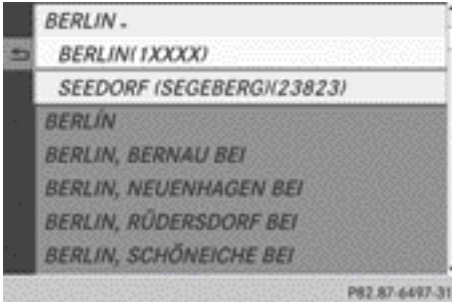 BERLIN
BERLIN(1XXXX)
SEEDORF (SEGEBERG)(23823)
BERLÍN
BERLIN, BERNAU BEI
BERLIN, NEUENHAGEN BEI
BERLIN, RÜDERSDORF BEI
BERLIN, SCHÖNEICHE BEI
P82.87-6497-31